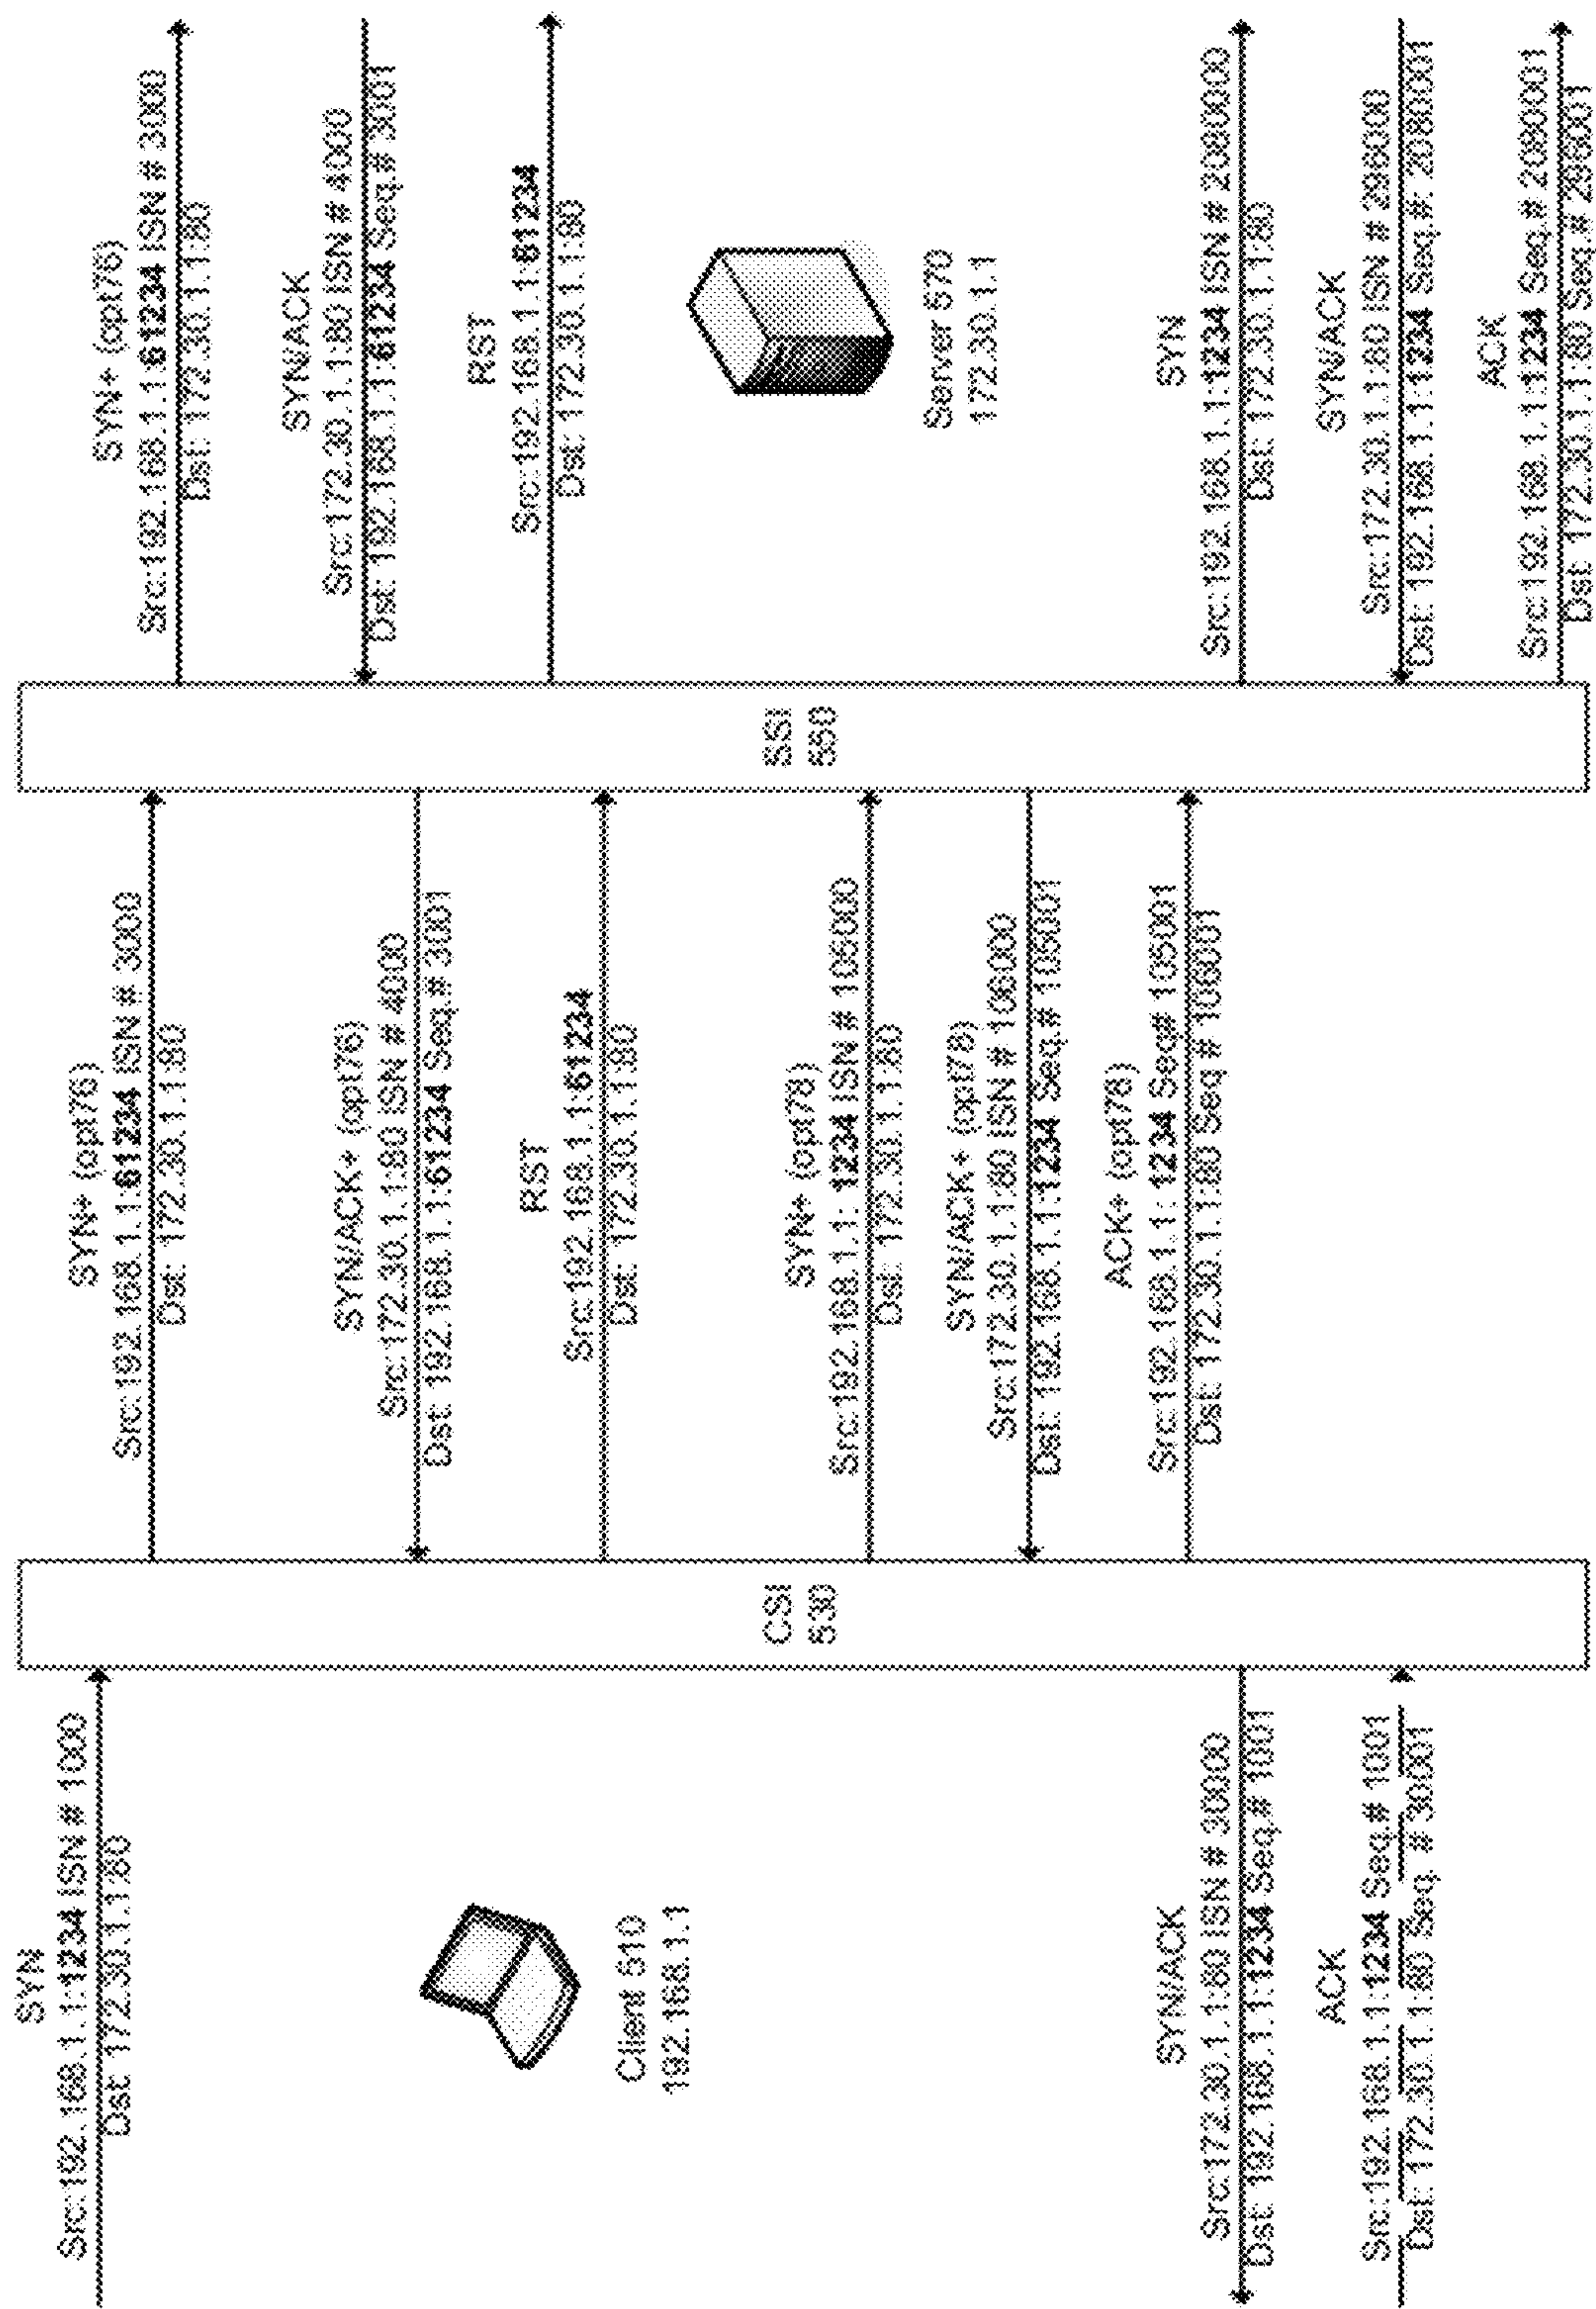 SYN
Src:192.168.1.1:1234 ISN # 1000
Dst: 172.30.1.1:80
Client 510
192.168.1.1
SYN/ACK
Src:172.30.1.1:80 ISN # 30000
Dst: 192.168.1.1:1234 Seq.# 1001
ACK
Src:192.168.1.1:1234 Seq.# 1001
Dst: 172.30.1.1:80 Seq. # 30001
CSI
530
SYN+ (opt76)
Src:192.168.1.1:61234 ISN # 3000
Dst: 172.30.1.1:80
SYN/ACK+ (opt76)
Src:172.30.1.1:80 ISN # 4000
Dst: 192.168.1.1:61234 Seq.# 3001
RST
Src:192.168.1.1:61234
Dst: 172.30.1.1:80
SYN+ (opt78)
Src:192.168.1.1: 1234 ISN # 105000
Dst: 172.30.1.1:80
SYN/ACK+ (opt78)
Src:172.30.1.1:80 ISN # 106000
Dst: 192.168.1.1:1234 Seq.# 105001
ACK+ (opt78)
Src:192.168.1.1: 1234 Seq# 105001
Dst: 172.30.1.1:80 Seq # 106001
SSI
550
SYN+ (opt76)
Src:192.168.1.1:61234 ISN # 3000
Dst: 172.30.1.1:80
SYN/ACK
Src:172.30.1.1:80 ISN # 4000
Dst: 192.168.1.1:61234 Seq.# 3001
RST
Src:192.168.1.1:61234
Dst: 172.30.1.1:80
Server 570
172.30.1.1
SYN
Src:192.168.1.1:1234 ISN # 2080000
Dst: 172.30.1.1:80
SYN/ACK
Src:172.30.1.1:80 ISN # 296000
Dst: 192.168.1.1:1234 Seq.#: 2080001
ACK
Src:192.168.1.1:1234 Seq.# 2080001
Dst: 172.30.1.1:80 Seq.# 296001